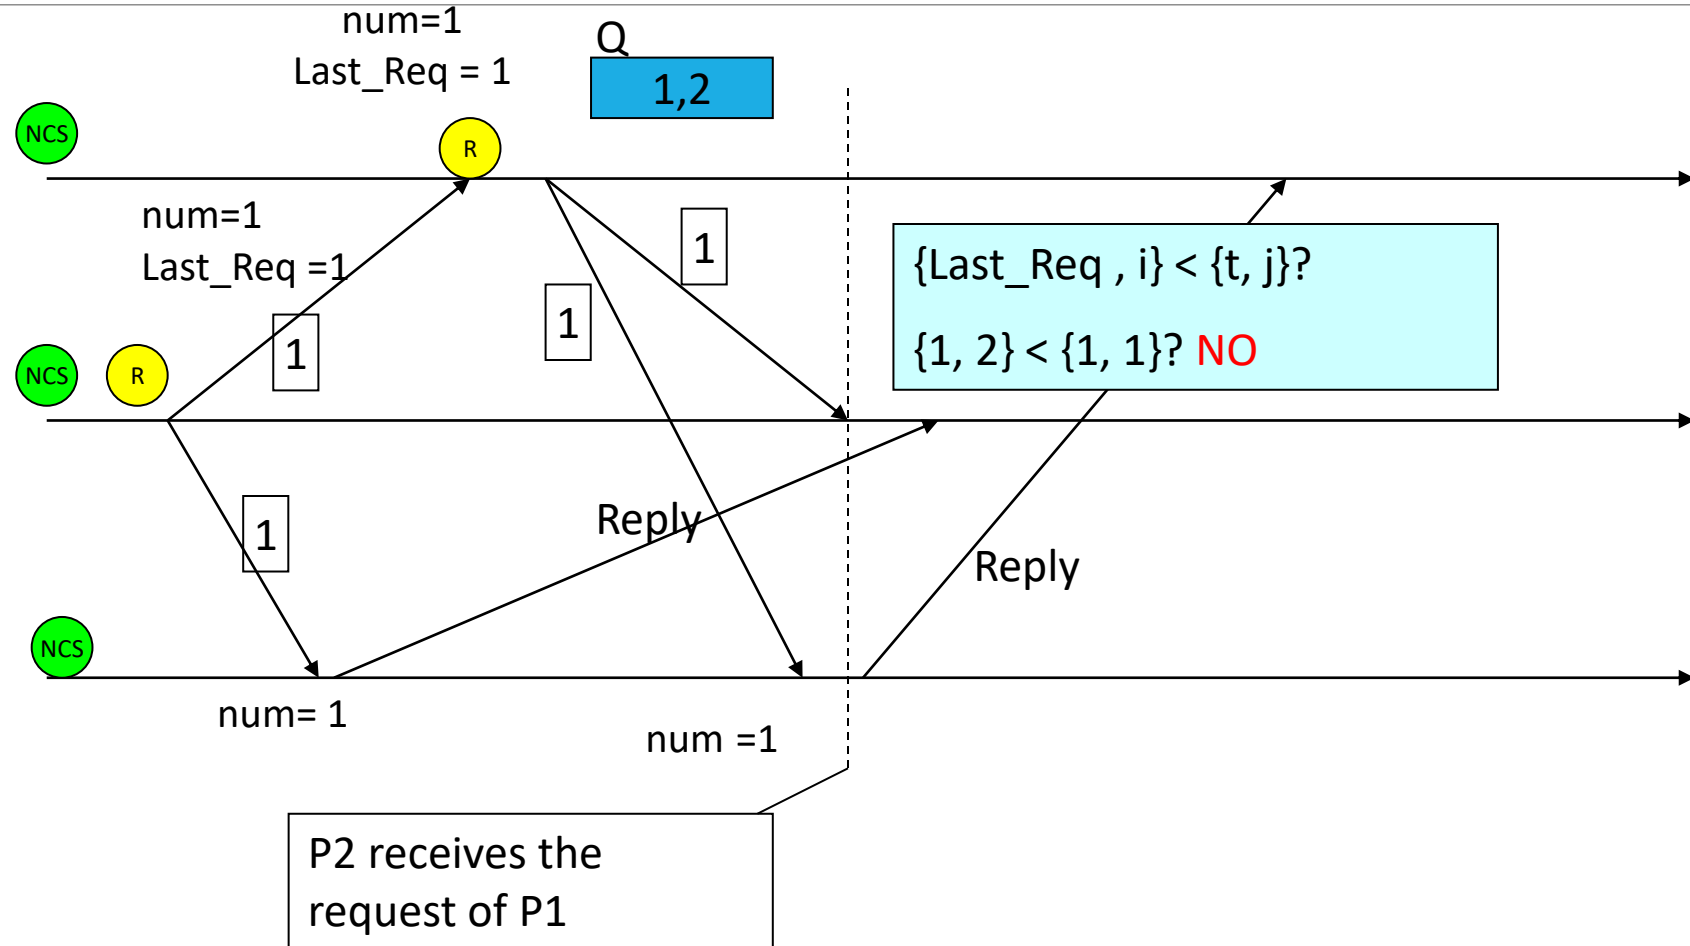 num=1
Last_Req = 1
Q
1,2
NCS
R
num=1
Last_Req =1
1
1
1
{Last_Req , i} < {t, j}?
{1, 2} < {1, 1}? NO
NCS
R
1
Reply
Reply
NCS
num= 1
num =1
P2 receives the
request of P1